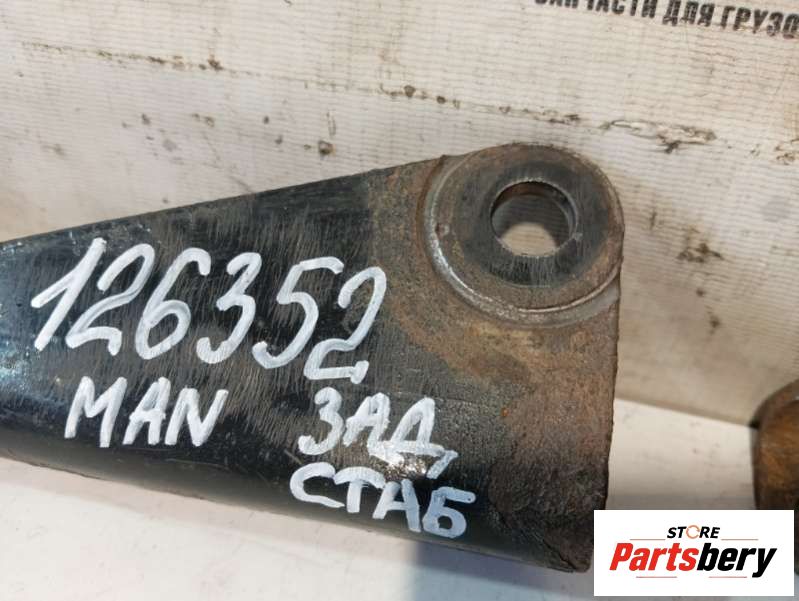 ЗАПЧАСТИ ДЛЯ ГРУЗО
126352
MAN ЗАД,
СТАБ
STORE
Partsbery